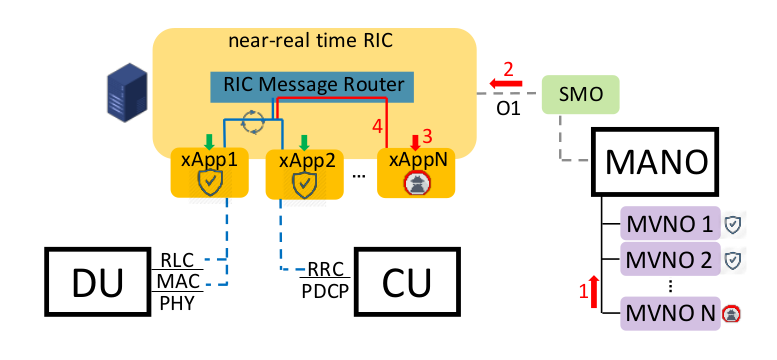 near-real time RIC
RIC Message Router
2
O1
SMO
4
3
xApp1
xApp2
...
xAppN
MANO
MVNO 1
MVNO 2
...
1
MVNO N
DU
RLC
MAC
PHY
RRC
PDCP
CU